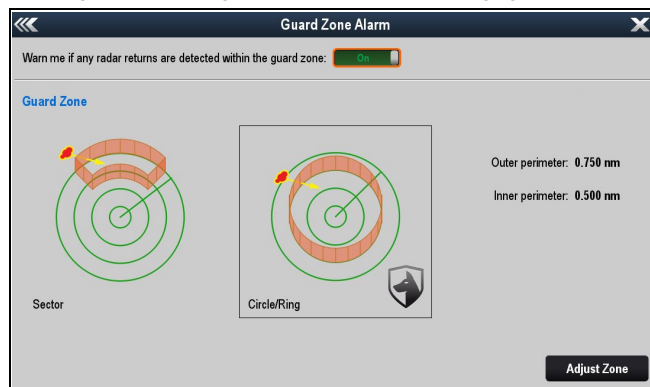 Guard Zone Alarm
Warn me if any radar returns are detected within the guard zone: On
Guard Zone
Outer perimeter: 0.750 nm
Inner perimeter: 0.500 nm
Sector
Circle/Ring
Adjust Zone